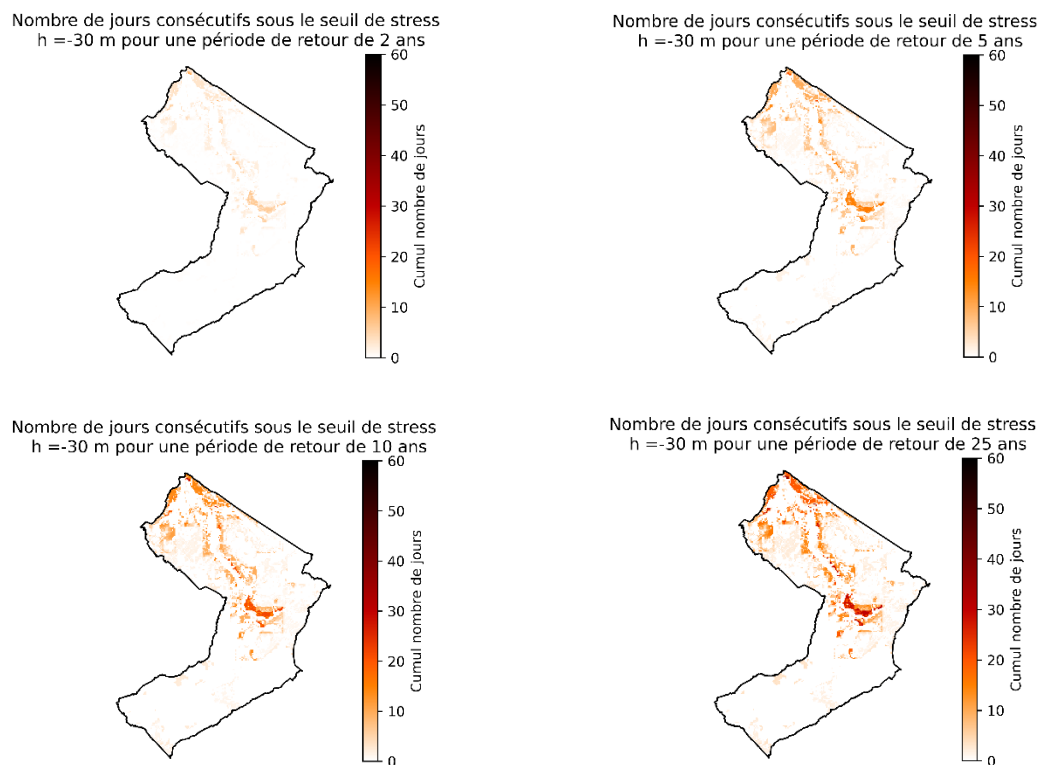 Nombre de jours consécutifs sous le seuil de stress
h =-30 m pour une période de retour de 2 ans
60
50
40
30
20
10
0
Cumul nombre de jours
Nombre de jours consécutifs sous le seuil de stress
h =-30 m pour une période de retour de 5 ans
60
50
40
30
20
10
0
Cumul nombre de jours
Nombre de jours consécutifs sous le seuil de stress
h =-30 m pour une période de retour de 10 ans
60
50
40
30
20
10
0
Cumul nombre de jours
Nombre de jours consécutifs sous le seuil de stress
h =-30 m pour une période de retour de 25 ans
60
50
40
30
20
10
0
Cumul nombre de jours